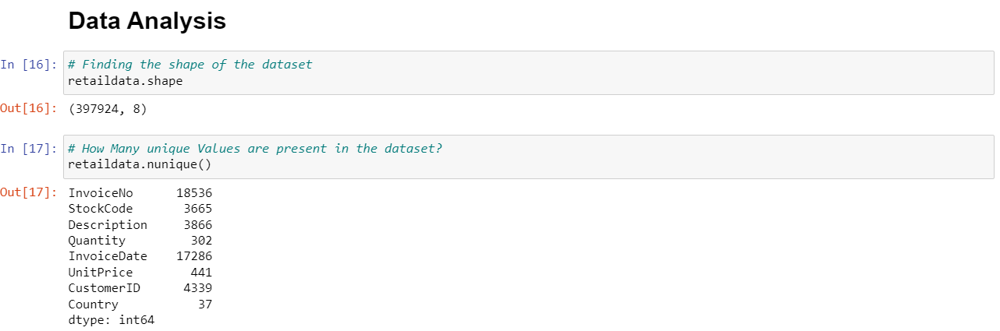 Data Analysis
In [16]: # Finding the shape of the dataset
retaildata.shape
Out[16]: (397924, 8)
In [17]: # How Many unique Values are present in the dataset?
retaildata.nunique()
Out[17]: InvoiceNo 18536
StockCode 3665
Description 3866
Quantity 302
InvoiceDate 17286
UnitPrice 441
CustomerID 4339
Country 37
dtype: int64